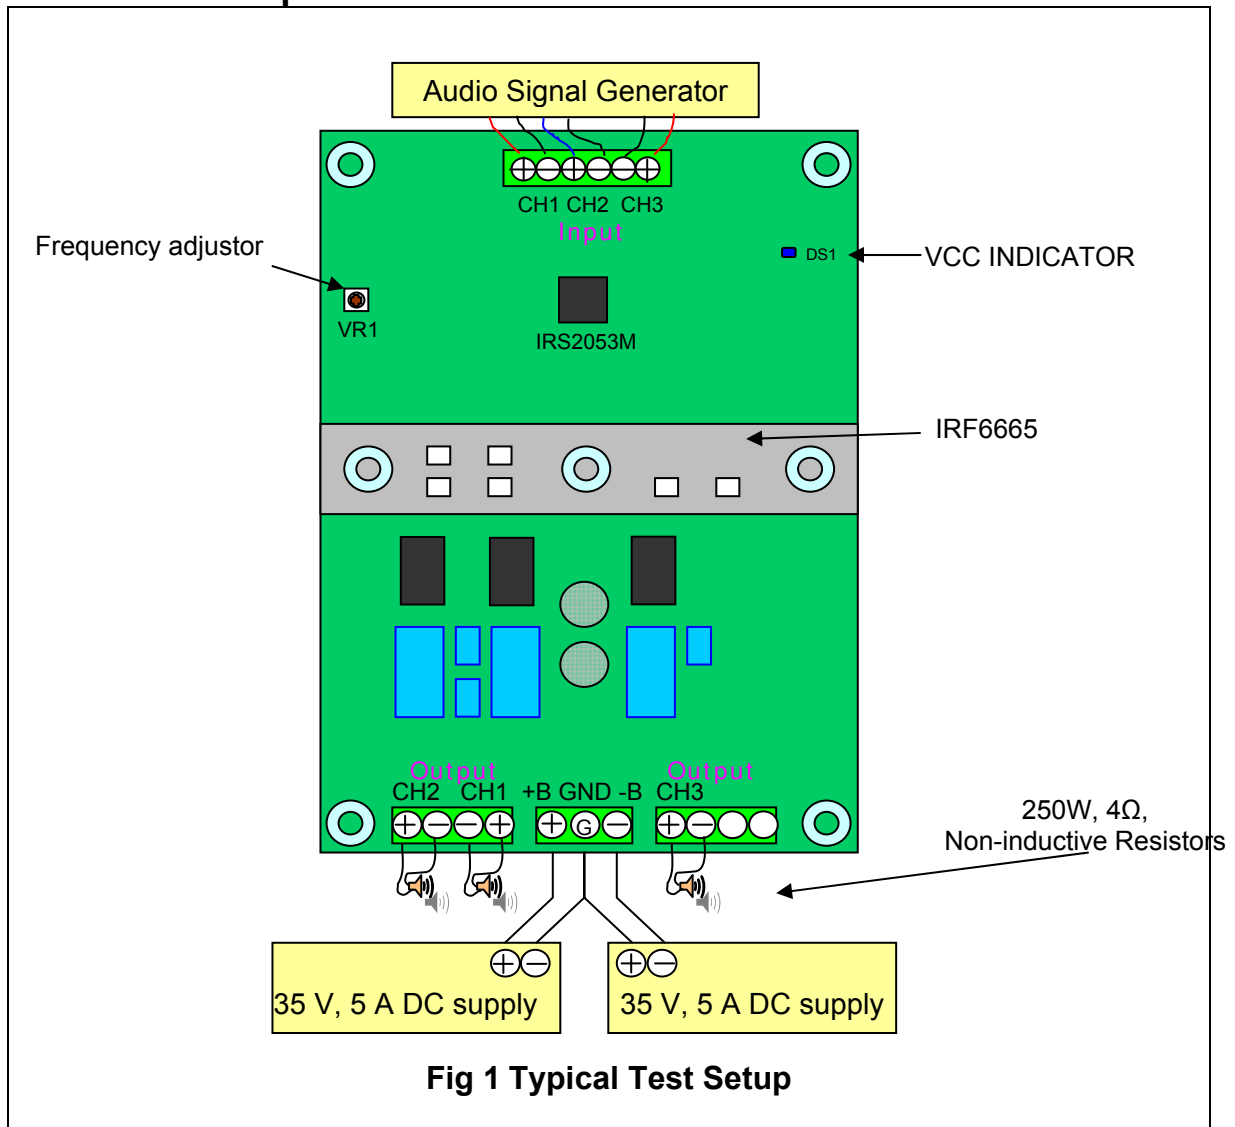 Audio Signal Generator
CH1 CH2 CH3
Input
Frequency adjustor
DS1
VCC INDICATOR
VR1
IRS2053M
IRF6665
Output
Output
CH2 CH1 +B GND -B CH3
G
250W, 4Ω,
Non-inductive Resistors
35 V, 5 A DC supply
35 V, 5 A DC supply
Fig 1 Typical Test Setup